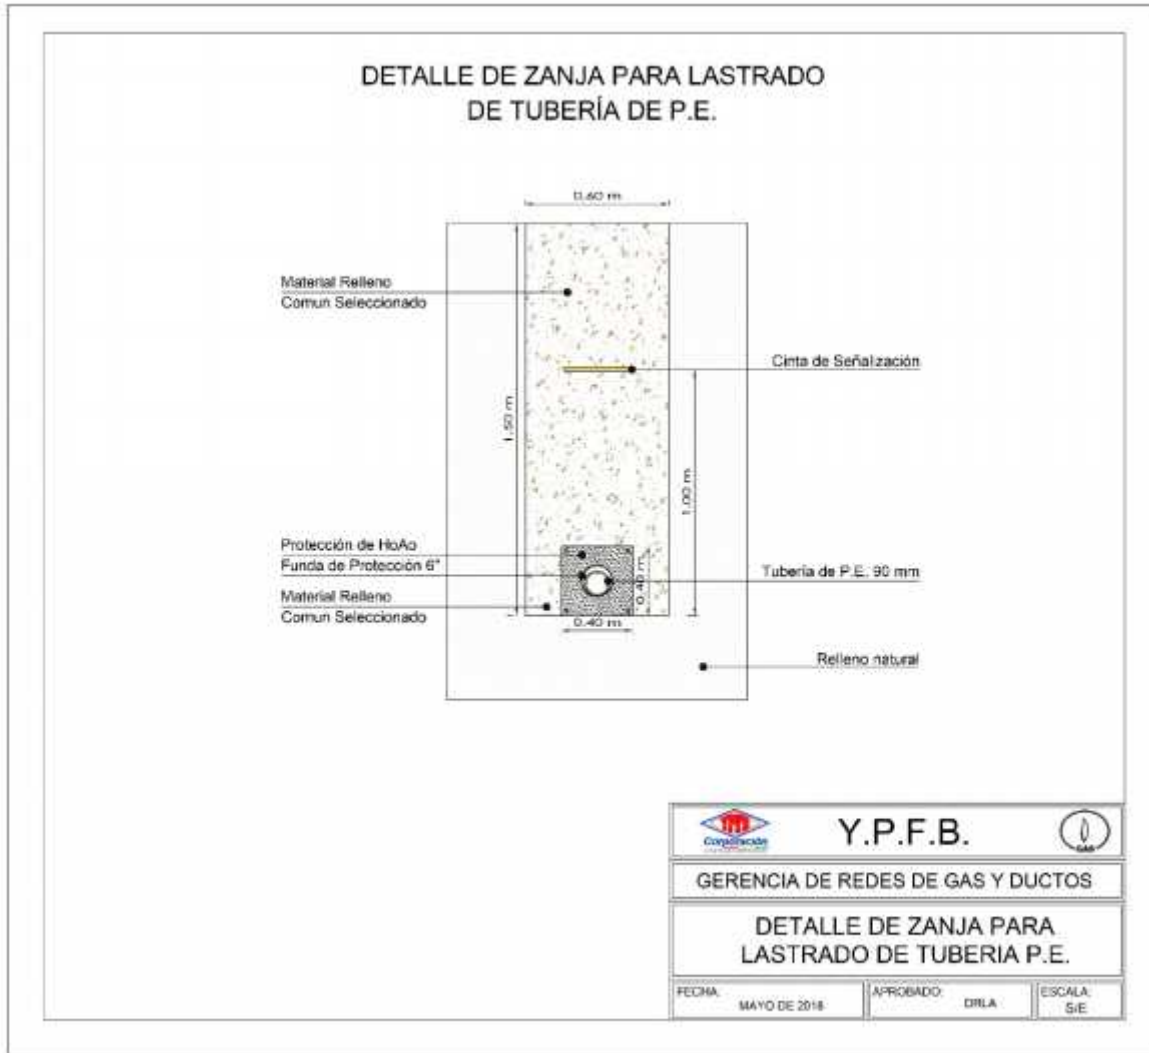 DETALLE DE ZANJA PARA LASTRADO
DE TUBERÍA DE P.E.
0.60 m
Material Relleno
Comun Seleccionado
Cinta de Señalización
1.50 m
1.00 m
Protección de HoAo
Funda de Protección 6"
Tubería de P.E. 90 mm
0.40 m
Material Relleno
Comun Seleccionado
0.40 m
Relleno natural
Corporación
Y.P.F.B.
GAS
GERENCIA DE REDES DE GAS Y DUCTOS
DETALLE DE ZANJA PARA
LASTRADO DE TUBERIA P.E.
FECHA:
MAYO DE 2018
APROBADO:
DRLA
ESCALA:
S/E